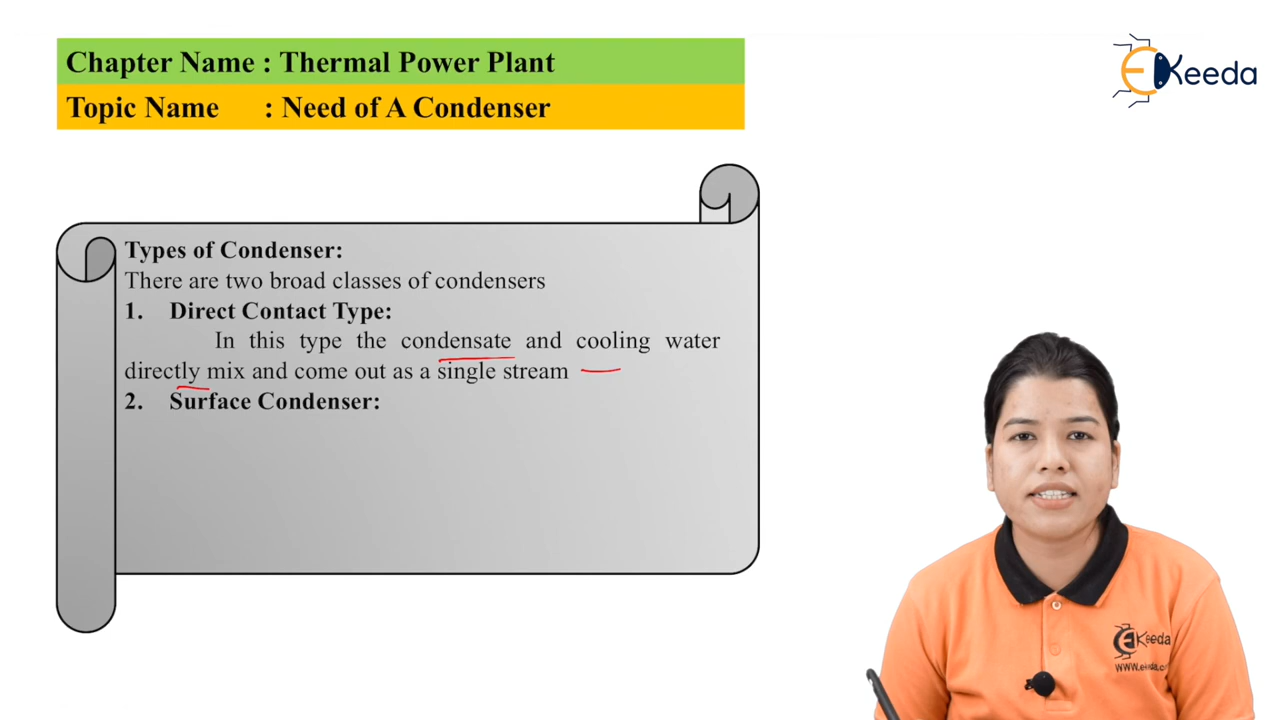 Chapter Name : Thermal Power Plant
Topic Name : Need of A Condenser
EKeeda
Types of Condenser:
There are two broad classes of condensers
1. Direct Contact Type:
In this type the condensate and cooling water
directly mix and come out as a single stream
2. Surface Condenser:
EKeeda